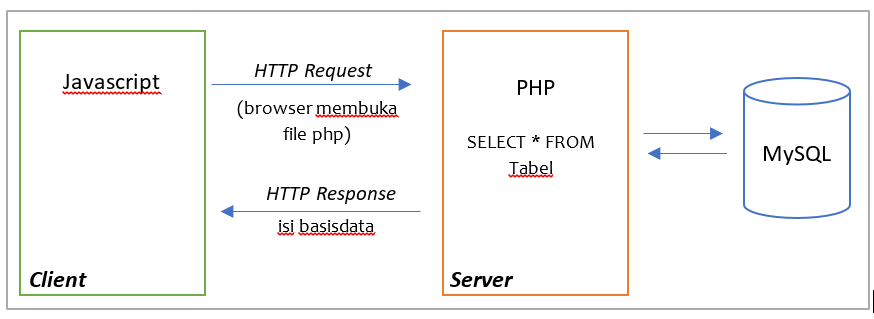 Javascript
HTTP Request
(browser membuka
file php)
HTTP Response
isi basisdata
Client
PHP
SELECT * FROM
Tabel
Server
MySQL